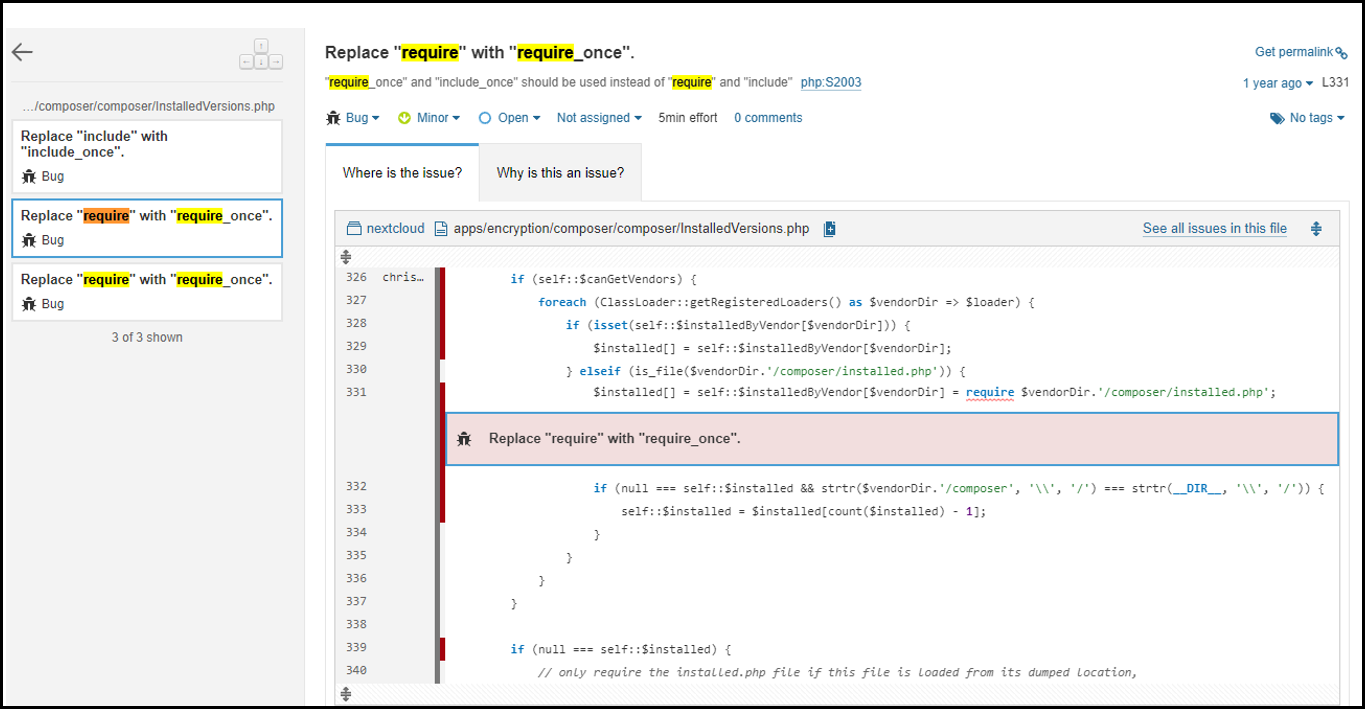 …/composer/composer/InstalledVersions.php
Replace "include" with
"include_once".
Bug
Replace "require" with "require_once".
Bug
Replace "require" with "require_once".
Bug
3 of 3 shown
Replace "require" with "require_once".
Get permalink
"require_once" and "include_once" should be used instead of "require" and "include" php:S2003
1 year ago L331
Bug Minor Open Not assigned 5min effort 0 comments
No tags
Where is the issue? Why is this an issue?
nextcloud apps/encryption/composer/composer/InstalledVersions.php See all issues in this file
326 chris… if (self::$canGetVendors) {
327 foreach (ClassLoader::getRegisteredLoaders() as $vendorDir => $loader) {
328 if (isset(self::$installedByVendor[$vendorDir])) {
329 $installed[] = self::$installedByVendor[$vendorDir];
330 } elseif (is_file($vendorDir.'/composer/installed.php')) {
331 $installed[] = self::$installedByVendor[$vendorDir] = require $vendorDir.'/composer/installed.php';
Replace "require" with "require_once".
332 if (null === self::$installed && strtr($vendorDir.'/composer', '\\', '/') === strtr(__DIR__, '\\', '/')) {
333 self::$installed = $installed[count($installed) - 1];
334 }
335 }
336 }
337 }
338
339 if (null === self::$installed) {
340 // only require the installed.php file if this file is loaded from its dumped location,